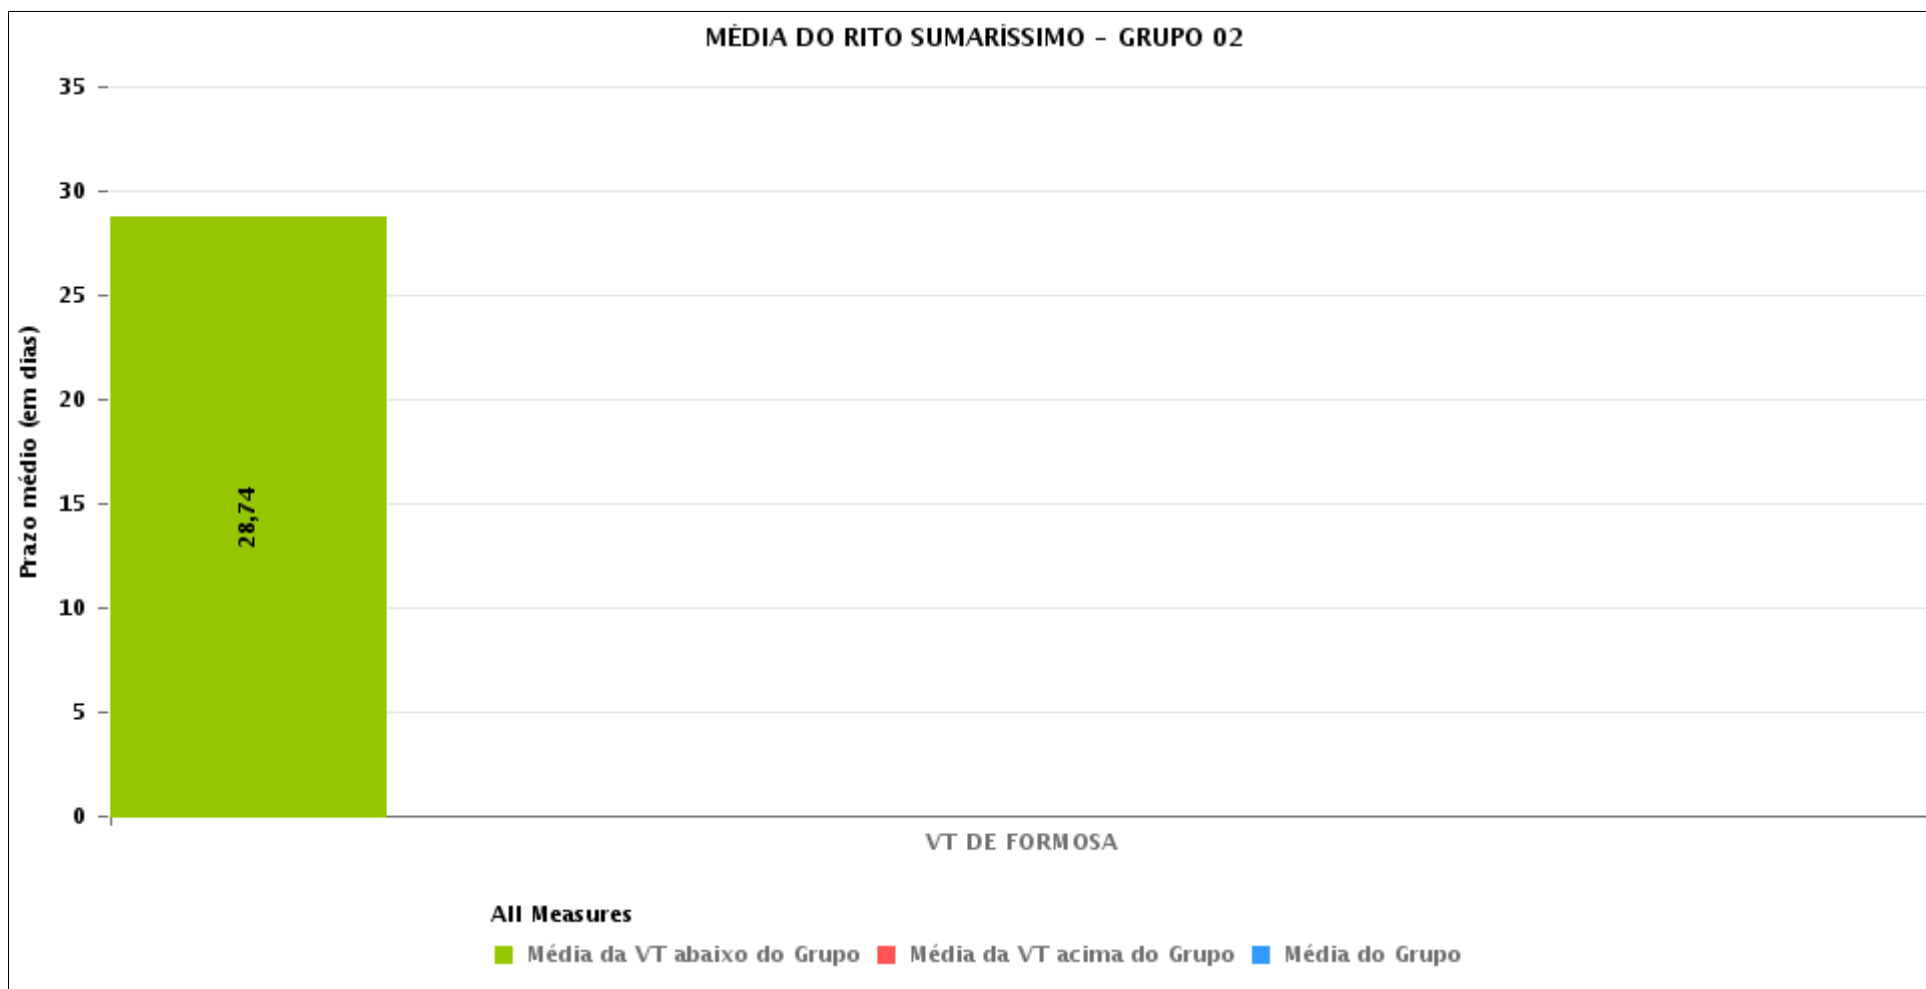 MÉDIA DO RITO SUMARÍSSIMO - GRUPO 02
35
30
25
20
15
10
5
0
Prazo médio (em dias)
28,74
VT DE FORMOSA
All Measures
Média da VT abaixo do Grupo Média da VT acima do Grupo Média do Grupo